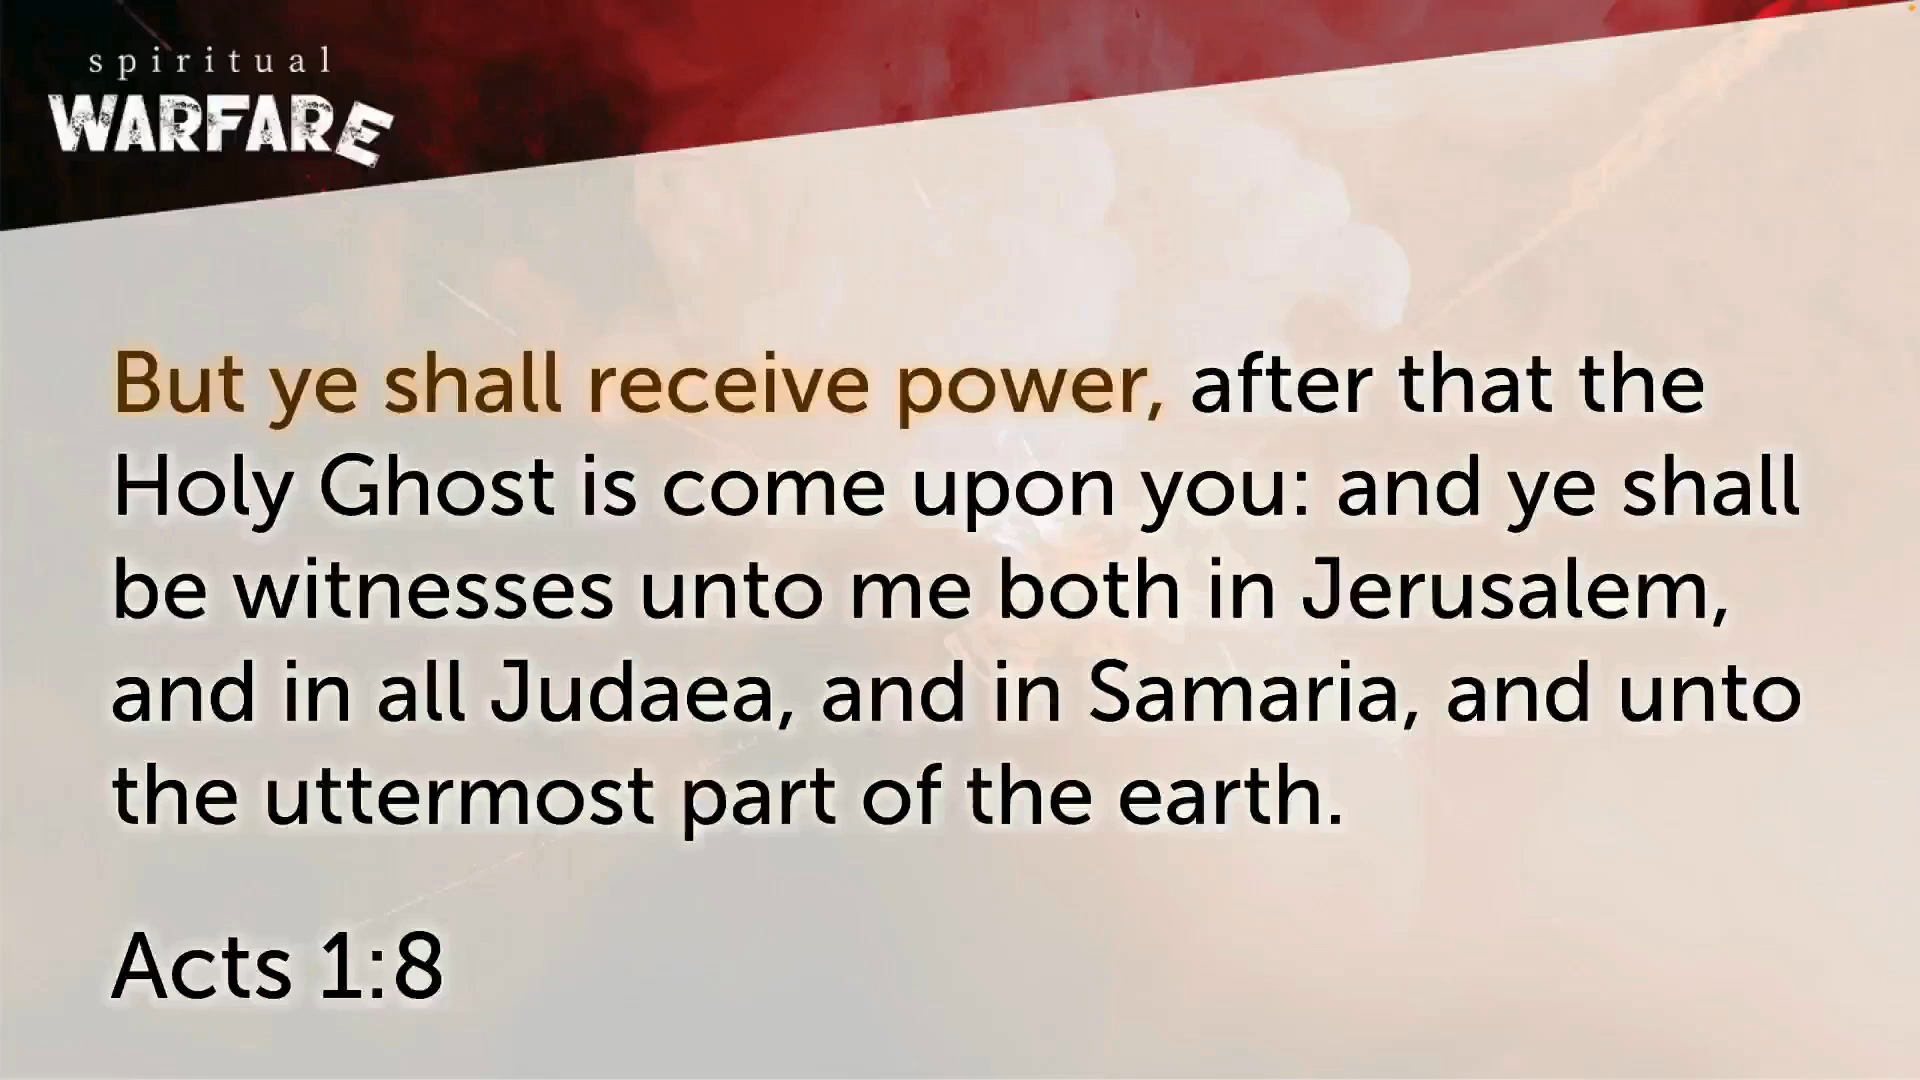 spiritual
WARFARE
But ye shall receive power, after that the
Holy Ghost is come upon you: and ye shall
be witnesses unto me both in Jerusalem,
and in all Judaea, and in Samaria, and unto
the uttermost part of the earth.
Acts 1:8